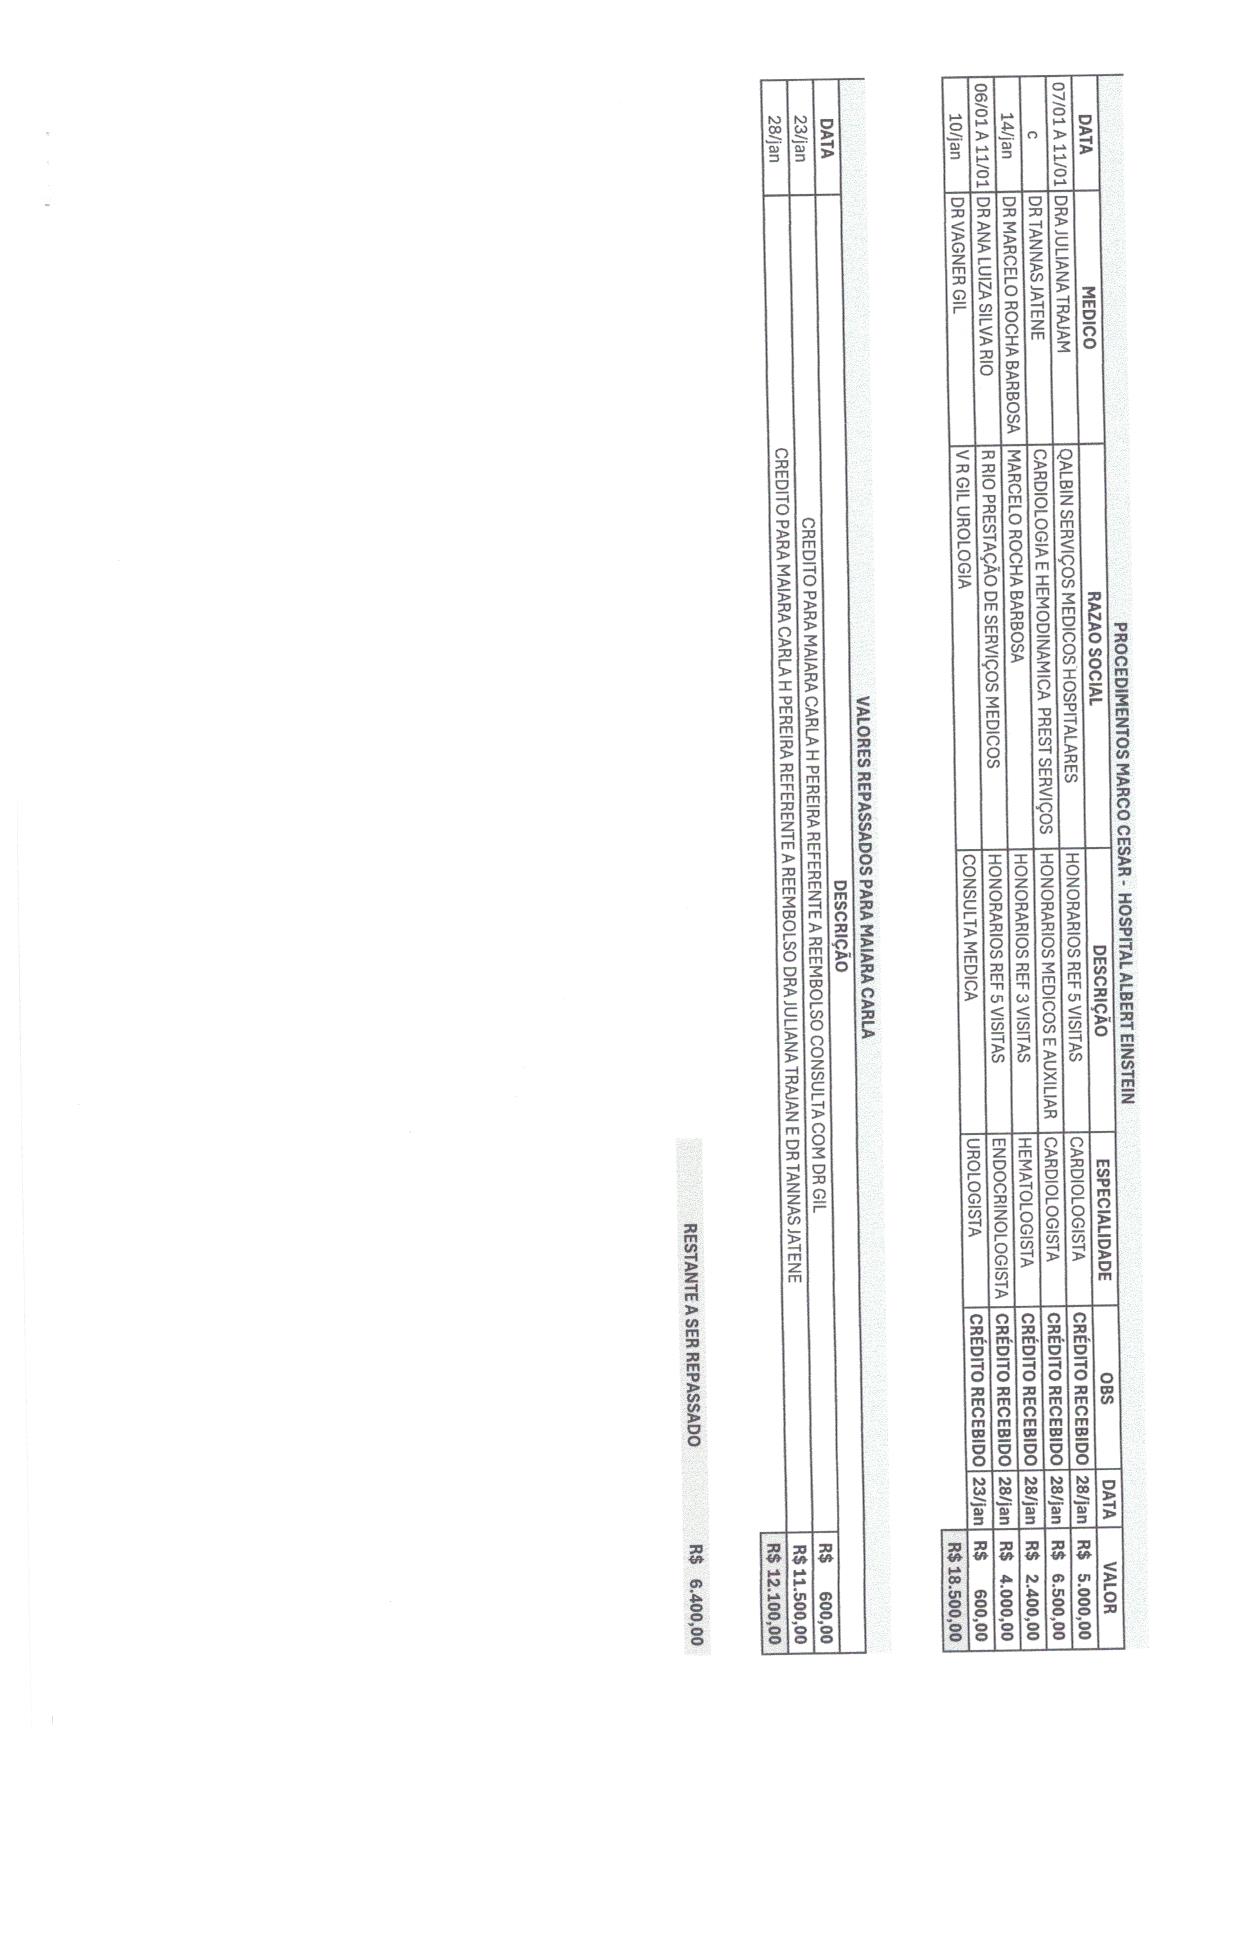 PROCEDIMENTOS MARCO CESAR - HOSPITAL ALBERT EINSTEIN
DATA MEDICO RAZAO SOCIAL DESCRIÇÃO ESPECIALIDADE OBS DATA VALOR
07/01 A 11/01 DRA JULIANA TRAJAM QALBIN SERVIÇOS MEDICOS HOSPITALARES HONORARIOS REF 5 VISITAS CARDIOLOGISTA CRÉDITO RECEBIDO 28/jan R$ 5.000,00
c DR TANNAS JATENE CARDIOLOGIA E HEMODINAMICA PREST SERVIÇOS HONORARIOS MEDICOS E AUXILIAR CARDIOLOGISTA CRÉDITO RECEBIDO 28/jan R$ 6.500,00
14/jan DR MARCELO ROCHA BARBOSA MARCELO ROCHA BARBOSA HONORARIOS REF 3 VISITAS HEMATOLOGISTA CRÉDITO RECEBIDO 28/jan R$ 2.400,00
06/01 A 11/01 DR ANA LUIZA SILVA RIO R RIO PRESTAÇÃO DE SERVIÇOS MEDICOS HONORARIOS REF 5 VISITAS ENDOCRINOLOGISTA CRÉDITO RECEBIDO 28/jan R$ 4.000,00
10/jan DR VAGNER GIL V R GIL UROLOGIA CONSULTA MEDICA UROLOGISTA CRÉDITO RECEBIDO 23/jan R$ 600,00
R$ 18.500,00
VALORES REPASSADOS PARA MAIARA CARLA
DATA DESCRIÇÃO
23/jan CREDITO PARA MAIARA CARLA H PEREIRA REFERENTE A REEMBOLSO CONSULTA COM DR GIL R$ 600,00
28/jan CREDITO PARA MAIARA CARLA H PEREIRA REFERENTE A REEMBOLSO DRA JULIANA TRAJAN E DR TANNAS JATENE R$ 11.500,00
R$ 12.100,00
RESTANTE A SER REPASSADO R$ 6.400,00